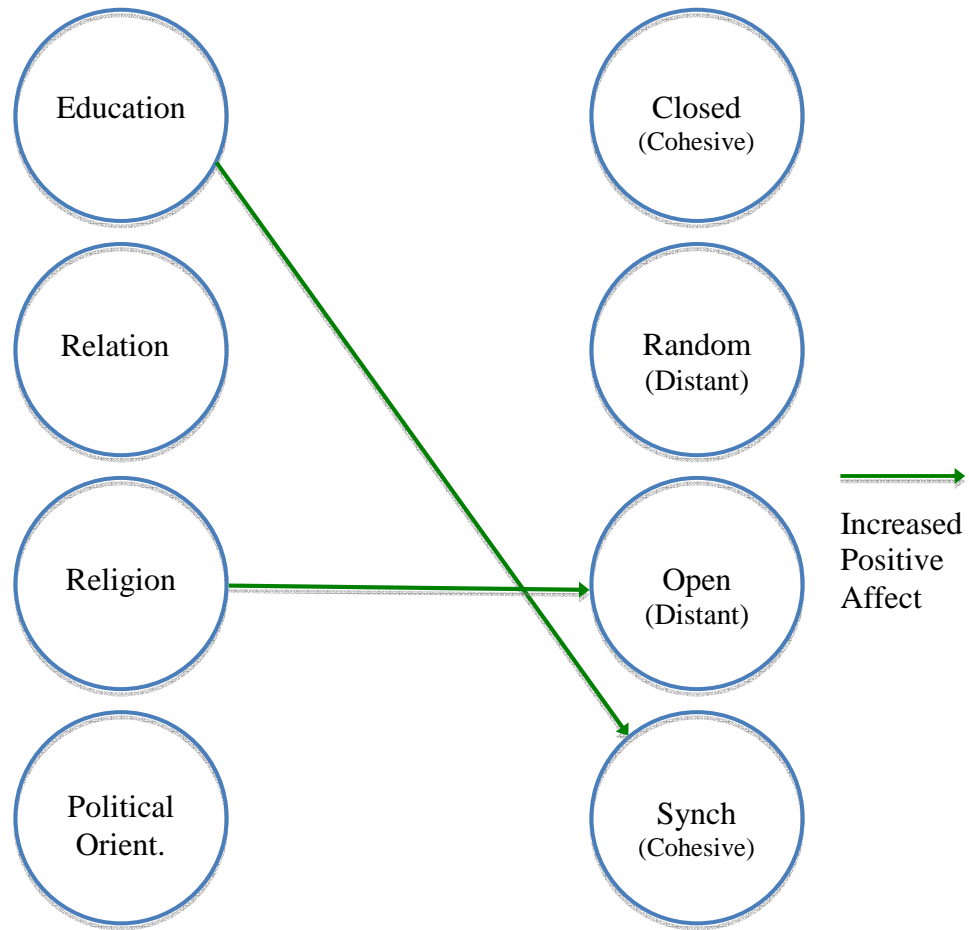 Education
Closed
(Cohesive)
Relation
Random
(Distant)
Religion
Open
(Distant)
Increased
Positive
Affect
Political
Orient.
Synch
(Cohesive)